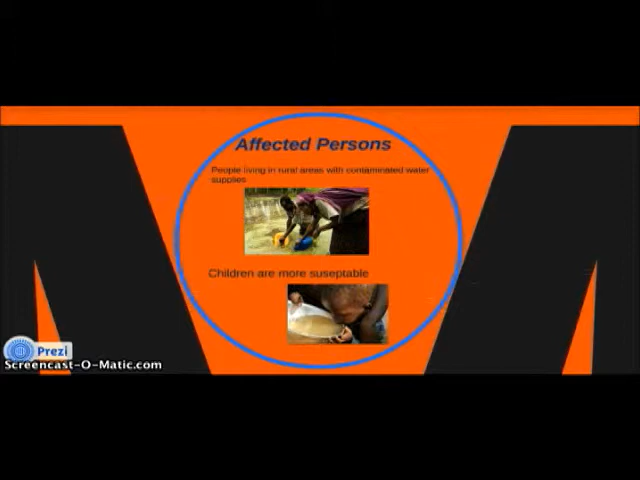 Affected Persons
People living in rural areas with contaminated water
supplies
Children are more suseptable
Prezi
Screencast-O-Matic.com